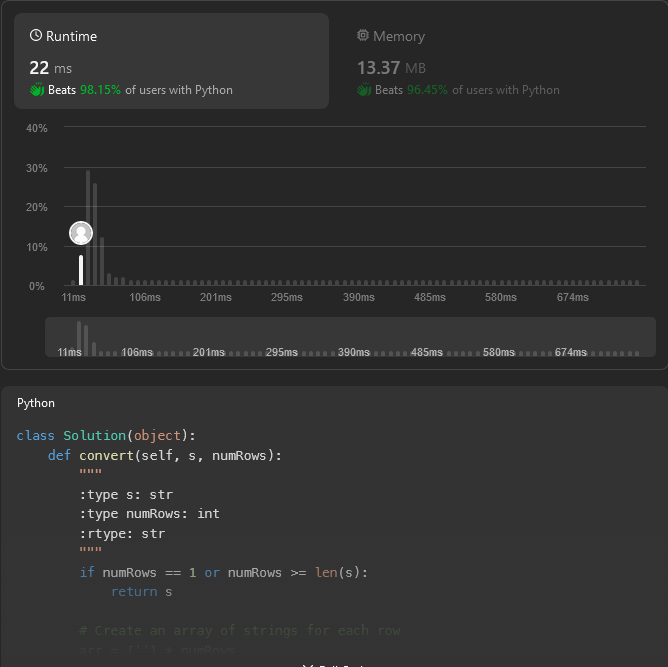 Runtime
Memory
22 ms
13.37 MB
Beats 98.15% of users with Python
Beats 96.45% of users with Python
40%
30%
20%
10%
0%
11ms 106ms 201ms 295ms 390ms 485ms 580ms 674ms
11ms 106ms 201ms 295ms 390ms 485ms 580ms 674ms
Python
class Solution(object):
    def convert(self, s, numRows):
        """
        :type s: str
        :type numRows: int
        :rtype: str
        """
        if numRows == 1 or numRows >= len(s):
            return s
        # Create an array of strings for each row